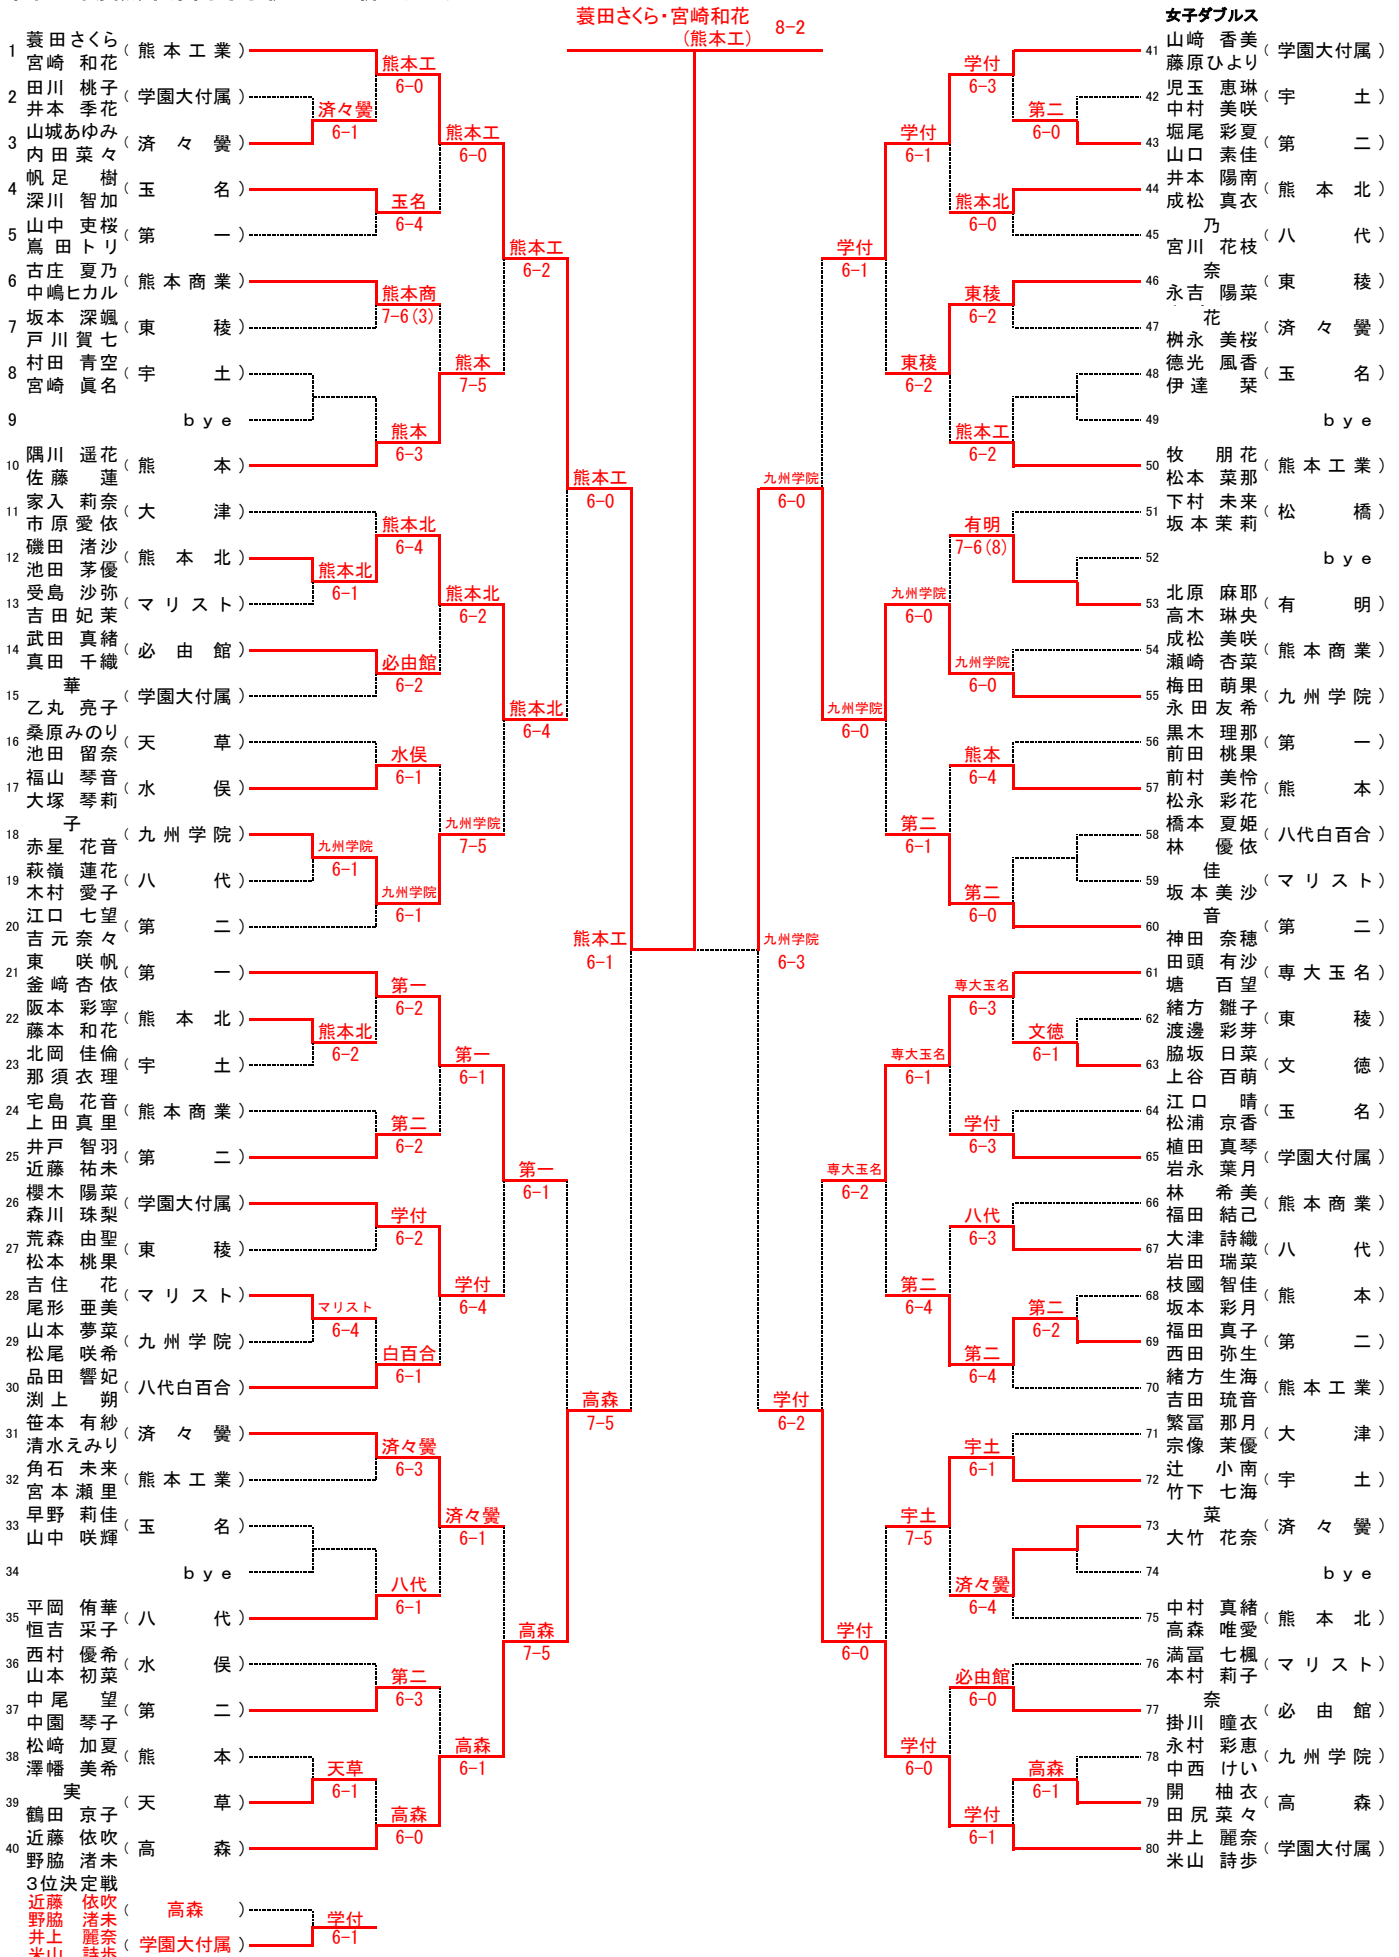 蓑田さくら・宮崎和花
(熊本工)
8-2
女子ダブルス
1 蓑田さくら 宮崎 和花 (熊本工業)
2 田川 桃子 井本 季花 (学園大付属)
3 山城あゆみ 内田菜々 (済々黌)
4 帆足 樹 深川 智加 (玉名)
5 山中 吏桜 嶌田トリ (第一)
6 古庄 夏乃 中嶋ヒカル (熊本商業)
7 坂本 深颯 戸川賀七 (東稜)
8 村田 青空 宮崎 眞名 (宇土)
9 bye
10 隅川 遥花 佐藤 蓮 (熊本)
11 家入 莉奈 市原愛依 (大津)
12 磯田 渚沙 池田 茅優 (熊本北)
13 受島 沙弥 吉田妃茉 (マリスト)
14 武田 真緒 真田 千織 (必由館)
15 華 乙丸 亮子 (学園大付属)
16 桑原みのり 池田 留奈 (天草)
17 福山 琴音 大塚 琴莉 (水俣)
18 子 赤星 花音 (九州学院)
19 萩嶺 蓮花 木村 愛子 (八代)
20 江口 七望 吉元奈々 (第二)
21 東 咲帆 釜﨑杏依 (第一)
22 阪本 彩寧 藤本 和花 (熊本北)
23 北岡 佳倫 那須衣理 (宇土)
24 宅島 花音 上田真里 (熊本商業)
25 井戸 智羽 近藤 祐未 (第二)
26 櫻木 陽菜 森川 珠梨 (学園大付属)
27 荒森 由聖 松本 桃果 (東稜)
28 吉住 花 尾形 亜美 (マリスト)
29 山本 夢菜 松尾 咲希 (九州学院)
30 品田 響妃 渕上 朔 (八代白百合)
31 笹本 有紗 清水えみり (済々黌)
32 角石 未来 宮本瀬里 (熊本工業)
33 早野 莉佳 山中 咲輝 (玉名)
34 bye
35 平岡 侑華 恒吉 采子 (八代)
36 西村 優希 山本 初菜 (水俣)
37 中尾 望 中園 琴子 (第二)
38 松﨑 加夏 澤幡 美希 (熊本)
39 実 鶴田 京子 (天草)
40 近藤 依吹 野脇 渚未 (高森)
熊本工 6-0
済々黌 6-1
熊本工 6-0
玉名 6-4
熊本工 6-2
熊本商 7-6(3)
熊本 7-5
熊本 6-3
熊本工 6-0
熊本北 6-4
熊本北 6-1
熊本北 6-2
必由館 6-2
熊本北 6-4
水俣 6-1
九州学院 7-5
九州学院 6-1
九州学院 6-1
熊本工 6-1
第一 6-2
熊本北 6-2
第一 6-1
第二 6-2
第一 6-1
学付 6-2
学付 6-4
マリスト 6-4
白百合 6-1
高森 7-5
済々黌 6-3
済々黌 6-1
八代 6-1
高森 7-5
第二 6-3
高森 6-1
天草 6-1
高森 6-0
41 山﨑 香美 藤原ひより (学園大付属)
42 児玉 恵琳 中村 美咲 (宇土)
43 堀尾 彩夏 山口 素佳 (第二)
44 井本 陽南 成松 真衣 (熊本北)
45 乃 宮川 花枝 (八代)
46 奈 永吉 陽菜 (東稜)
47 花 桝永 美桜 (済々黌)
48 德光 風香 伊達 栞 (玉名)
49 bye
50 牧 朋花 松本 菜那 (熊本工業)
51 下村 未来 坂本茉莉 (松橋)
52 bye
53 北原 麻耶 高木 琳央 (有明)
54 成松 美咲 瀬崎 杏菜 (熊本商業)
55 梅田 萌果 永田友希 (九州学院)
56 黒木 理那 前田 桃果 (第一)
57 前村 美怜 松永 彩花 (熊本)
58 橋本 夏姫 林 優依 (八代白百合)
59 佳 坂本美沙 (マリスト)
60 音 神田 奈穂 (第二)
61 田頭 有沙 塘 百望 (専大玉名)
62 緒方 雛子 渡邊 彩芽 (東稜)
63 脇坂 日菜 上谷 百萌 (文徳)
64 江口 晴 松浦 京香 (玉名)
65 植田 真琴 岩永 葉月 (学園大付属)
66 林 希美 福田 結己 (熊本商業)
67 大津 詩織 岩田 瑞菜 (八代)
68 枝國 智佳 坂本 彩月 (熊本)
69 福田 真子 西田 弥生 (第二)
70 緒方 生海 吉田 琉音 (熊本工業)
71 繁冨 那月 宗像 茉優 (大津)
72 辻 小南 竹下 七海 (宇土)
73 菜 大竹 花奈 (済々黌)
74 bye
75 中村 真緒 高森 唯愛 (熊本北)
76 満冨 七楓 本村 莉子 (マリスト)
77 奈 掛川 瞳衣 (必由館)
78 永村 彩恵 中西 けい (九州学院)
79 開 柚衣 田尻菜々 (高森)
80 井上 麗奈 米山 詩歩 (学園大付属)
学付 6-3
第二 6-0
学付 6-1
熊本北 6-0
学付 6-1
東稜 6-2
東稜 6-2
熊本工 6-2
九州学院 6-0
有明 7-6(8)
九州学院 6-0
九州学院 6-0
九州学院 6-0
熊本 6-4
第二 6-1
第二 6-0
九州学院 6-3
専大玉名 6-3
文徳 6-1
専大玉名 6-1
学付 6-3
専大玉名 6-2
八代 6-3
第二 6-4
第二 6-2
第二 6-4
学付 6-2
宇土 6-1
宇土 7-5
済々黌 6-4
学付 6-0
必由館 6-0
学付 6-0
高森 6-1
学付 6-1
3位決定戦
近藤 依吹 野脇 渚未 (高森)
井上 麗奈 米山 詩歩 (学園大付属)
学付 6-1